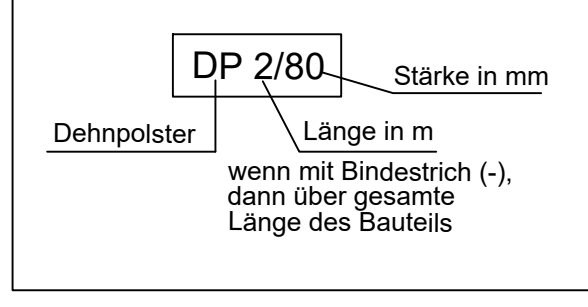 DP 2/80
Stärke in mm
Dehnpolster
Länge in m
wenn mit Bindestrich (-),
dann über gesamte
Länge des Bauteils